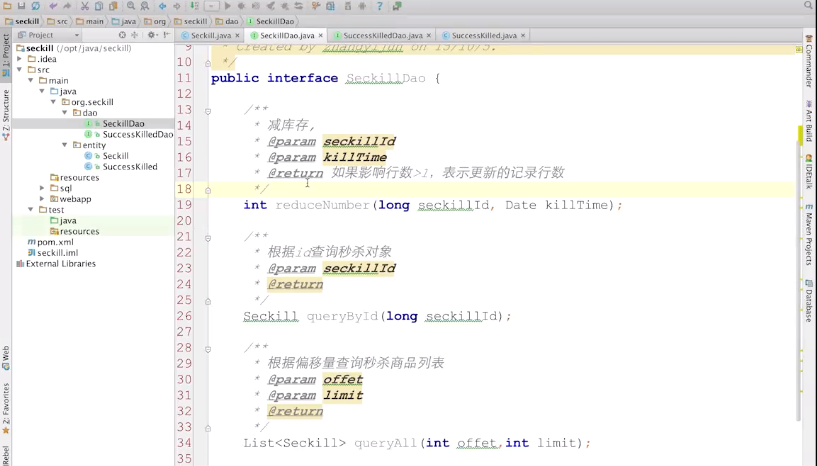 seckill src main java org seckill dao SeckillDao
Project
Seckill.java SeckillDao.java SuccessKilledDao.java SuccessKilled.java
seckill (/opt/java/seckill)
.idea
src
main
java
org.seckill
dao
SeckillDao
SuccessKilledDao
entity
Seckill
SuccessKilled
resources
sql
webapp
test
java
resources
pom.xml
seckill.iml
External Libraries
1: Project
Z: Structure
Web
2: Favorites
JRebel
9 * Created by zhangyijun on 15/10/5.
10 */
11 public interface SeckillDao {
12
13 /**
14 * 减库存,
15 * @param seckillId
16 * @param killTime
17 * @return 如果影响行数>1，表示更新的记录行数
18 */
19 int reduceNumber(long seckillId, Date killTime);
20
21 /**
22 * 根据id查询秒杀对象
23 * @param seckillId
24 * @return
25 */
26 Seckill queryById(long seckillId);
27
28 /**
29 * 根据偏移量查询秒杀商品列表
30 * @param offet
31 * @param limit
32 * @return
33 */
34 List<Seckill> queryAll(int offet,int limit);
35
Commander
Ant Build
IDEtalk
Maven Projects
Database